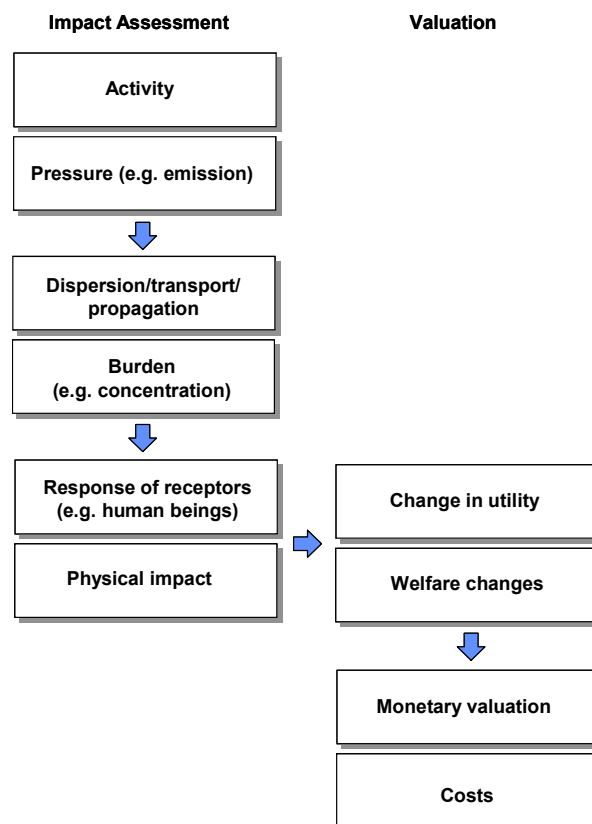 Impact Assessment
Valuation
Activity
Pressure (e.g. emission)
Dispersion/transport/
propagation
Burden
(e.g. concentration)
Response of receptors
(e.g. human beings)
Physical impact
Change in utility
Welfare changes
Monetary valuation
Costs